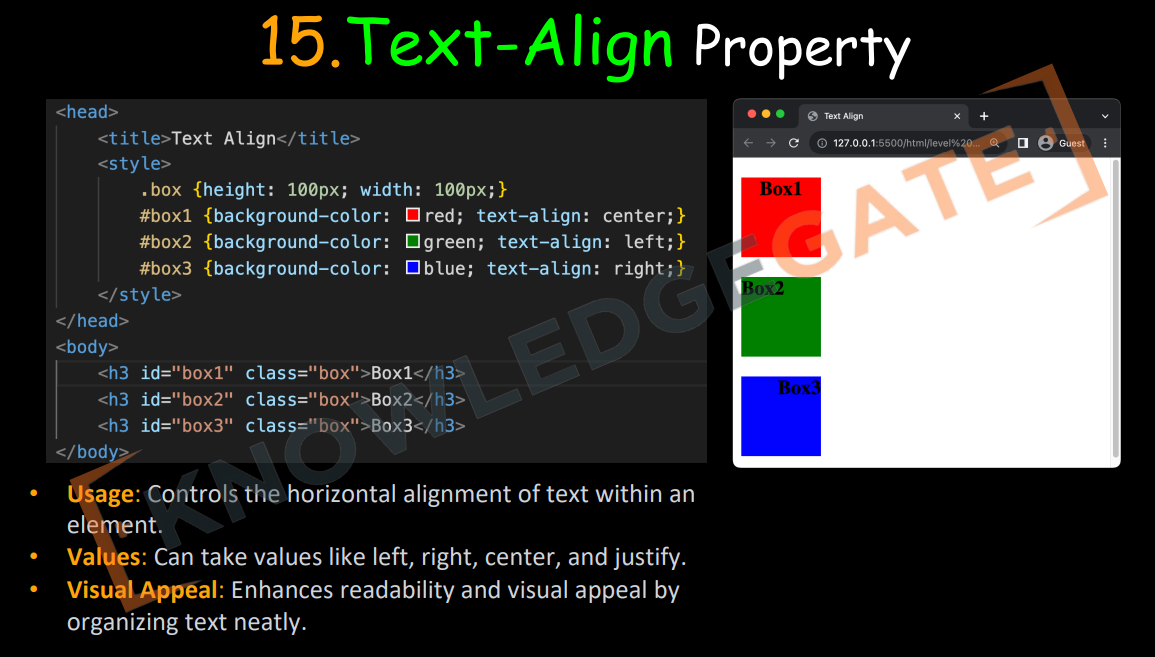 15.Text-Align Property
<head>
<title>Text Align</title>
<style>
.box {height: 100px; width: 100px;}
#box1 {background-color: red; text-align: center;}
#box2 {background-color: green; text-align: left;}
#box3 {background-color: blue; text-align: right;}
</style>
</head>
<body>
<h3 id="box1" class="box">Box1</h3>
<h3 id="box2" class="box">Box2</h3>
<h3 id="box3" class="box">Box3</h3>
</body>
Text Align
127.0.0.1:5500/html/level%20...
Guest
Box1
Box2
Box3
• Usage: Controls the horizontal alignment of text within an
element.
• Values: Can take values like left, right, center, and justify.
• Visual Appeal: Enhances readability and visual appeal by
organizing text neatly.
KNOWLEDGEGATE